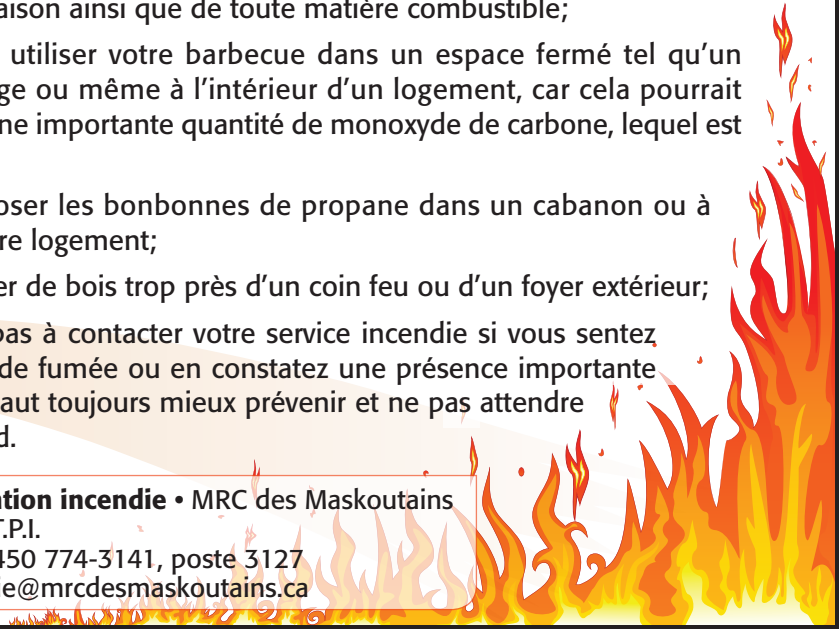 aison ainsi que de toute matière combustible;
utiliser votre barbecue dans un espace fermé tel qu'un
ge ou même à l'intérieur d'un logement, car cela pourrait
ne importante quantité de monoxyde de carbone, lequel est
oser les bonbonnes de propane dans un cabanon ou à
re logement;
er de bois trop près d'un coin feu ou d'un foyer extérieur;
pas à contacter votre service incendie si vous sentez
de fumée ou en constatez une présence importante
aut toujours mieux prévenir et ne pas attendre
d.
tion incendie • MRC des Maskoutains
T.P.I.
450 774-3141, poste 3127
ie@mrcdesmaskoutains.ca